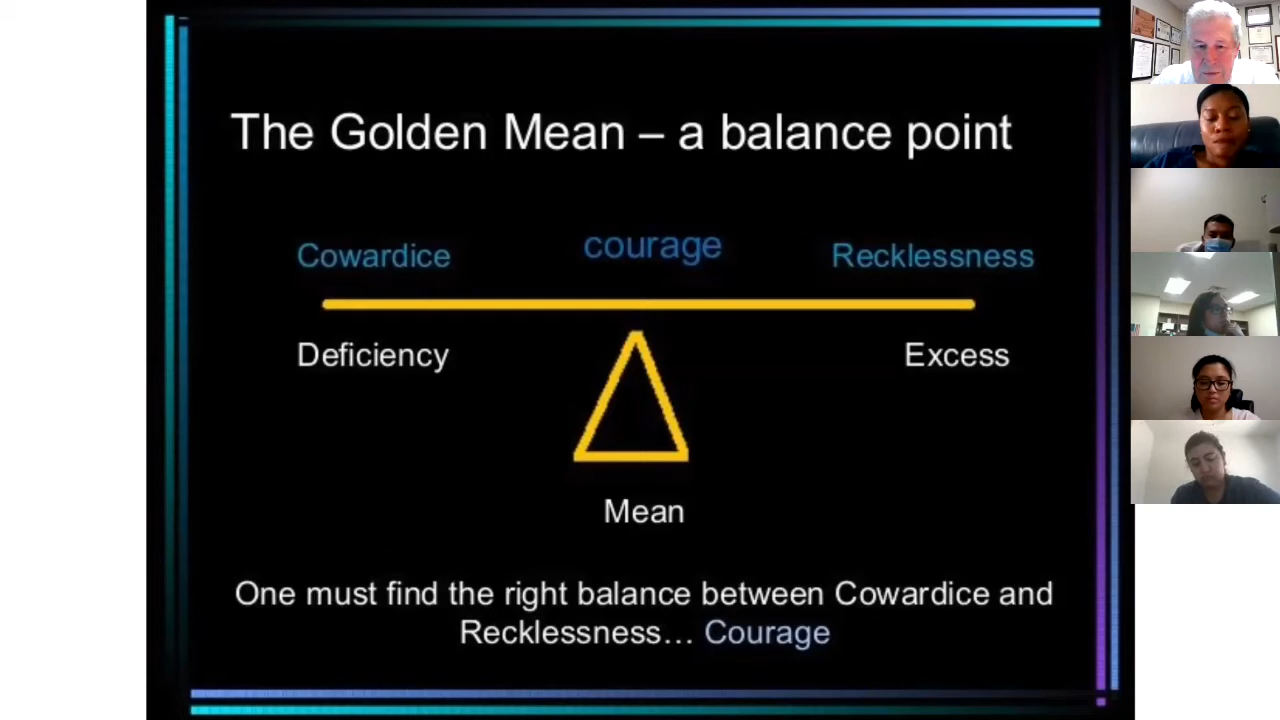 The Golden Mean – a balance point
Cowardice courage Recklessness
Deficiency Excess
Mean
One must find the right balance between Cowardice and
Recklessness… Courage